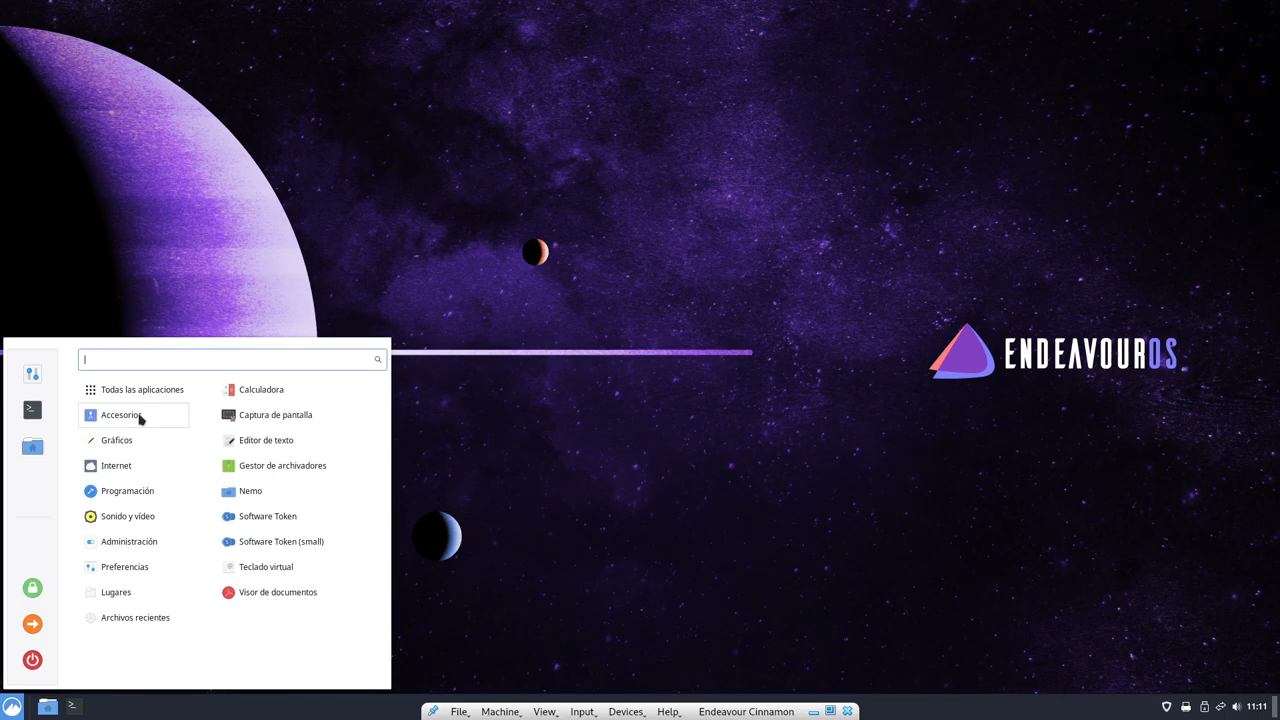 ENDEAVOUROS
Todas las aplicaciones
Accesorios
Gráficos
Internet
Programación
Sonido y vídeo
Administración
Preferencias
Lugares
Archivos recientes
Calculadora
Captura de pantalla
Editor de texto
Gestor de archivadores
Nemo
Software Token
Software Token (small)
Teclado virtual
Visor de documentos
File Machine View Input Devices Help Endeavour Cinnamon
11:11